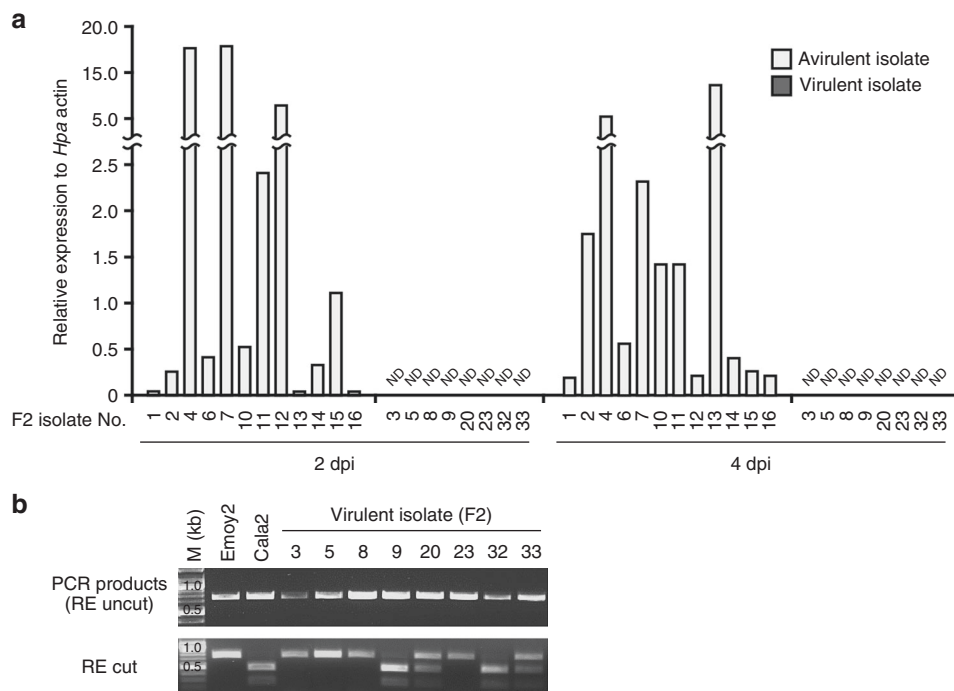 a
20.0
15.0
5.0
2.5
2.0
1.5
1.0
0.5
0
Relative expression to Hpa actin
Avirulent isolate
Virulent isolate
ND ND ND ND ND ND ND ND
ND ND ND ND ND ND ND ND
F2 isolate No. 1 2 4 6 7 10 11 12 13 14 15 16 3 5 8 9 20 23 32 33 1 2 4 6 7 10 11 12 13 14 15 16 3 5 8 9 20 23 32 33
2 dpi 4 dpi
b
M (kb) Emoy2 Cala2 Virulent isolate (F2)
3 5 8 9 20 23 32 33
PCR products
(RE uncut)
1.0
0.5
RE cut
1.0
0.5